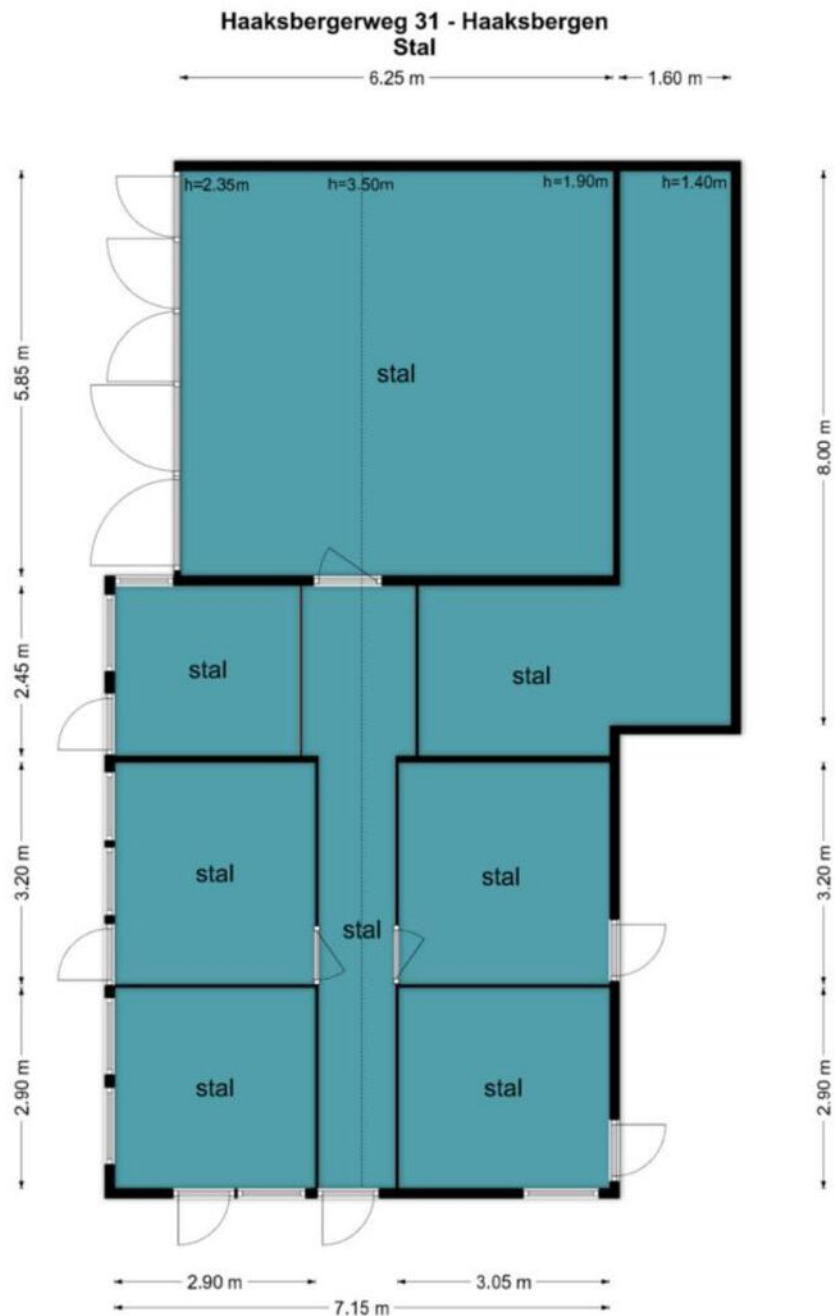 Haaksbergerweg 31 - Haaksbergen
Stal
6.25 m
1.60 m
h=2.35m
h=3.50m
h=1.90m
h=1.40m
5.85 m
stal
8.00 m
2.45 m
stal
stal
3.20 m
stal
stal
3.20 m
stal
2.90 m
stal
stal
2.90 m
2.90 m
3.05 m
7.15 m